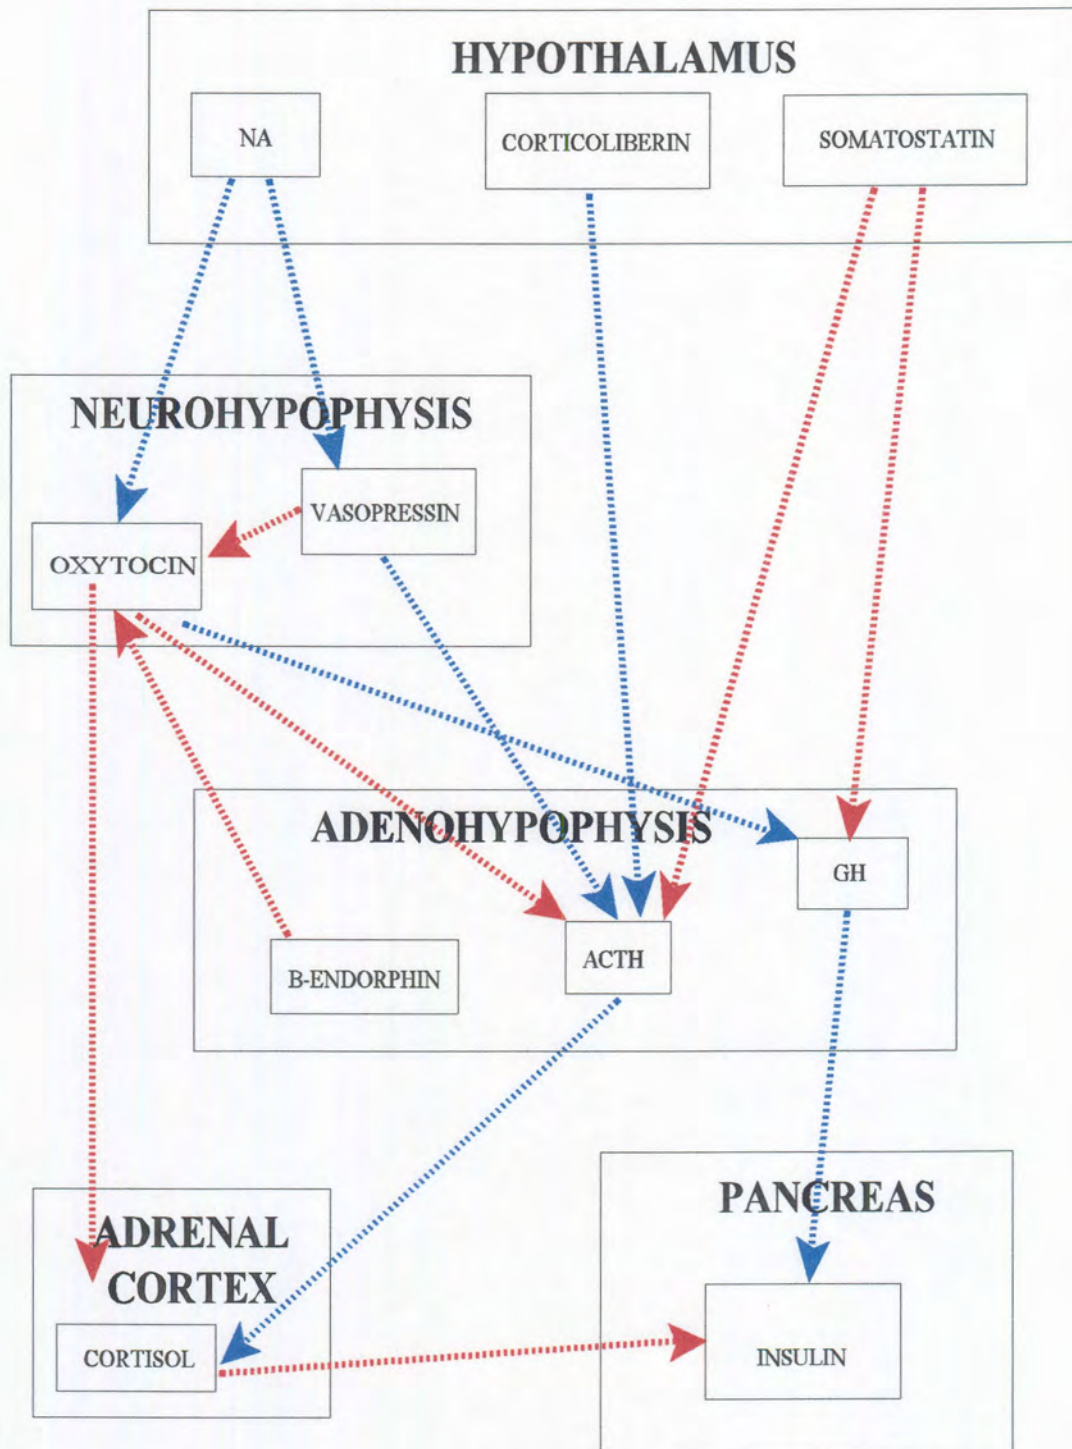 HYPOTHALAMUS
NA
CORTICOLIBERIN
SOMATOSTATIN
NEUROHYPOPHYSIS
VASOPRESSIN
OXYTOCIN
ADENOHYPOPHYSIS
GH
ACTH
B-ENDORPHIN
PANCREAS
ADRENAL
CORTEX
CORTISOL
INSULIN